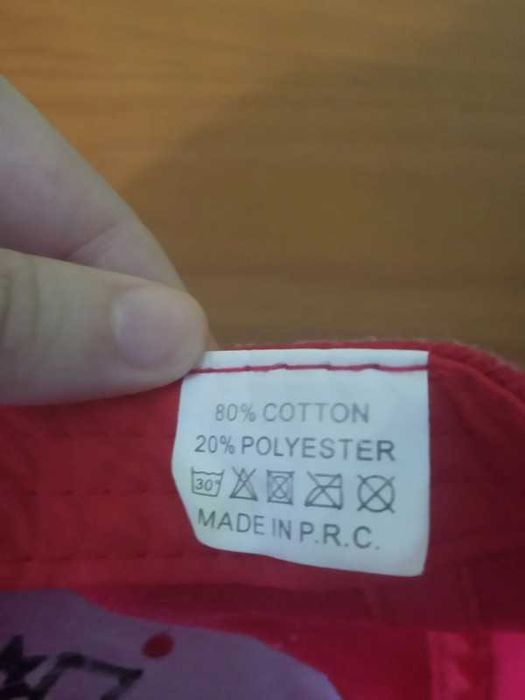 80% COTTON
20% POLYESTER
30°
MADE IN P.R.C.